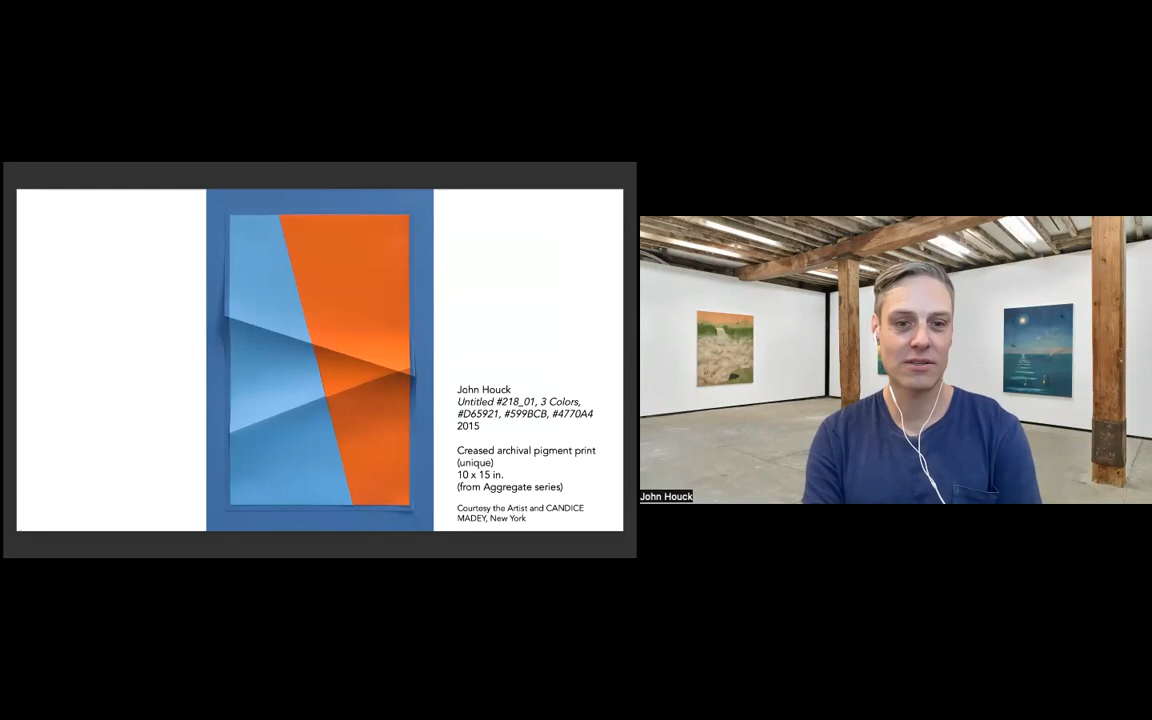 John Houck
Untitled #218_01, 3 Colors,
#D65921, #599BCB, #4770A4
2015
Creased archival pigment print
(unique)
10 x 15 in.
(from Aggregate series)
Courtesy the Artist and CANDICE
MADEY, New York
John Houck